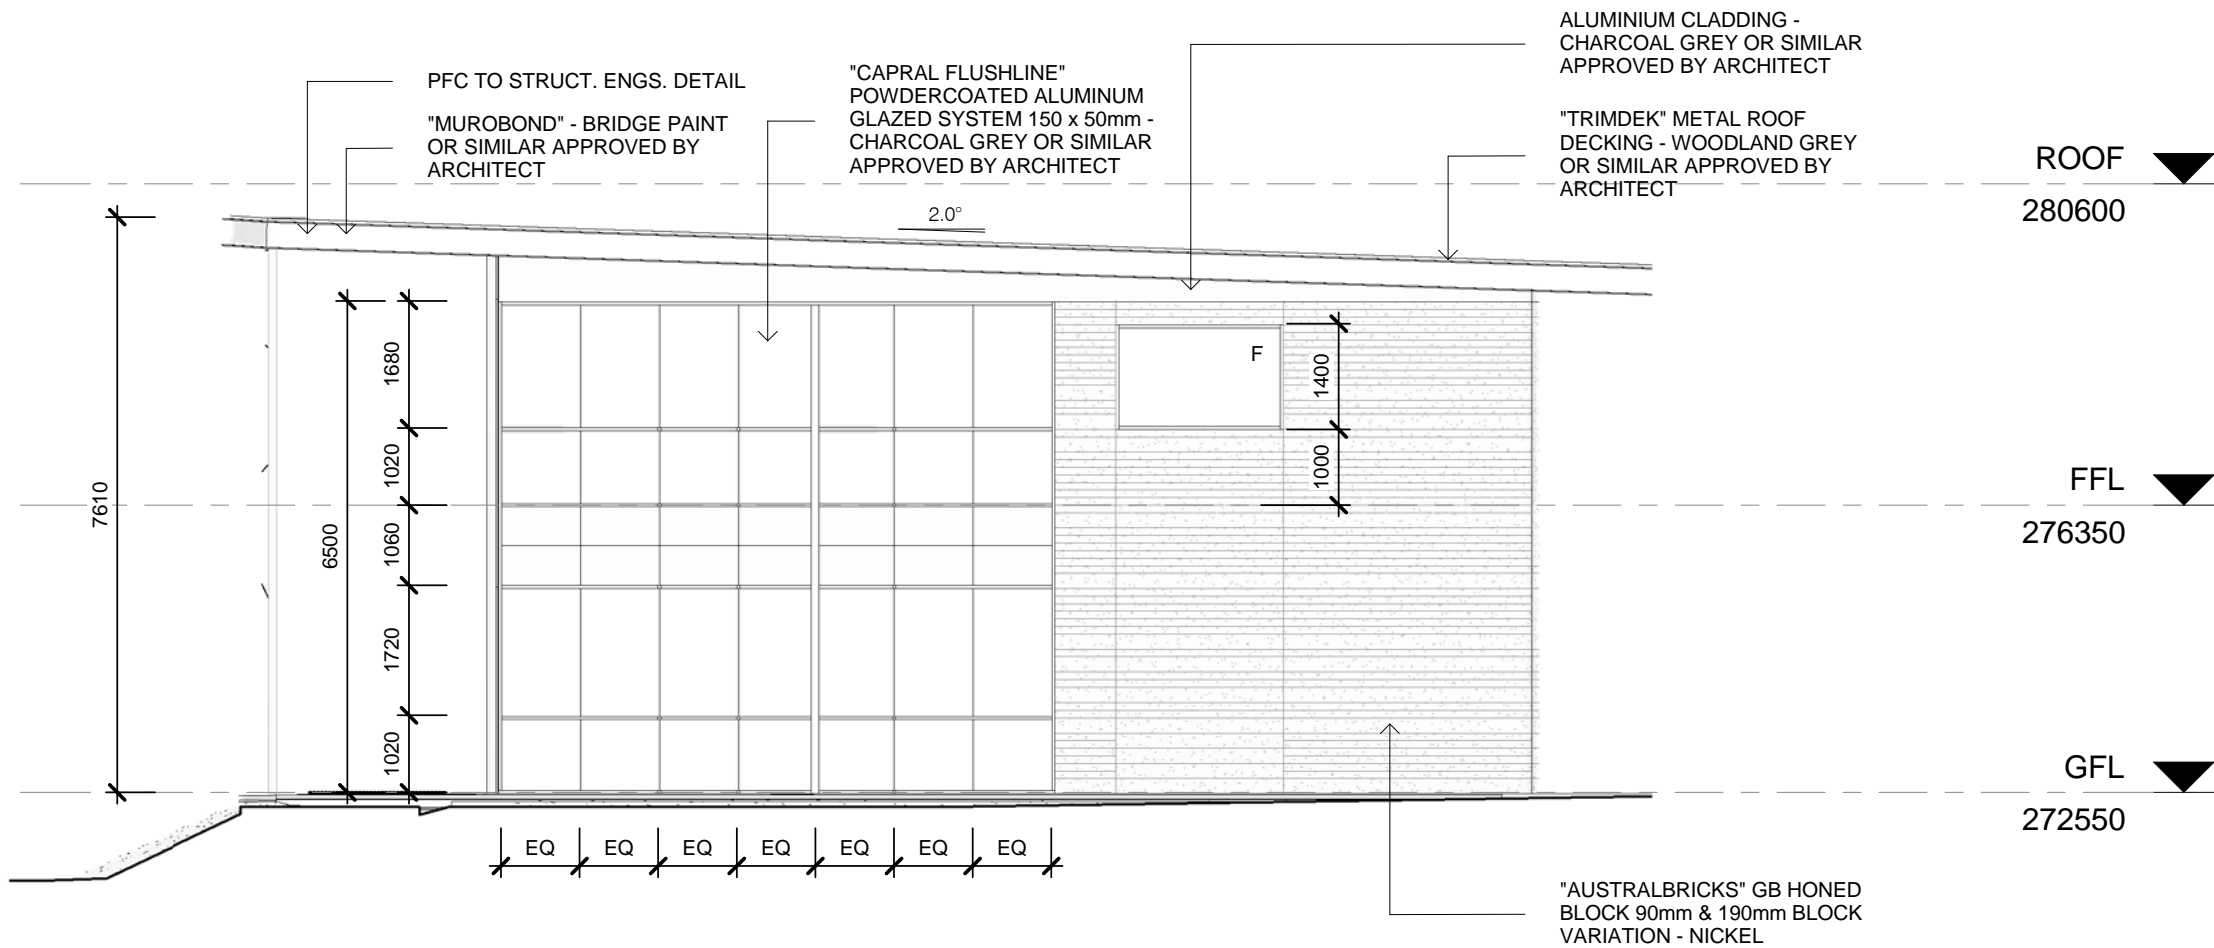 PFC TO STRUCT. ENGS. DETAIL
"MUROBOND" - BRIDGE PAINT
OR SIMILAR APPROVED BY
ARCHITECT
"CAPRAL FLUSHLINE"
POWDERCOATED ALUMINUM
GLAZED SYSTEM 150 x 50mm -
CHARCOAL GREY OR SIMILAR
APPROVED BY ARCHITECT
ALUMINIUM CLADDING -
CHARCOAL GREY OR SIMILAR
APPROVED BY ARCHITECT
"TRIMDEK" METAL ROOF
DECKING - WOODLAND GREY
OR SIMILAR APPROVED BY
ARCHITECT
ROOF
280600
2.0°
7610
6500
1680
1020
1060
1720
1020
F
1400
1000
FFL
276350
GFL
272550
EQ EQ EQ EQ EQ EQ EQ
"AUSTRALBRICKS" GB HONED
BLOCK 90mm & 190mm BLOCK
VARIATION - NICKEL